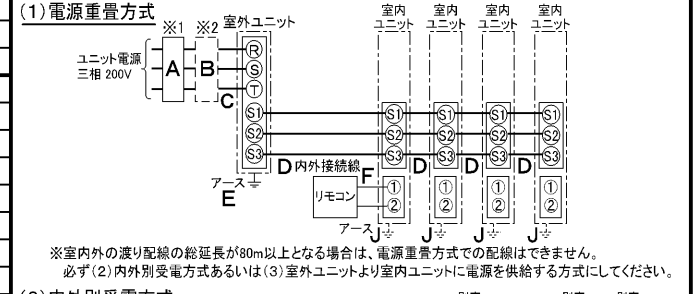 (1)電源重畳方式
※1 ※2 室外ユニット
室内ユニット 室内ユニット 室内ユニット 室内ユニット
ユニット電源
三相 200V
A B C
R
S
T
S1 S1 S1 S1 S1
S2 S2 S2 S2 S2
S3 S3 S3 S3 S3
D 内外接続線 D D D
アース
E
F
リモコン
① ① ① ①
② ② ② ②
アース J J J J
※室内外の渡り配線の総延長が80m以上となる場合は、電源重畳方式での配線はできません。
必ず(2)内外別受電方式あるいは(3)室外ユニットより室内ユニットに電源を供給する方式にしてください。
(2)内外別受電方式